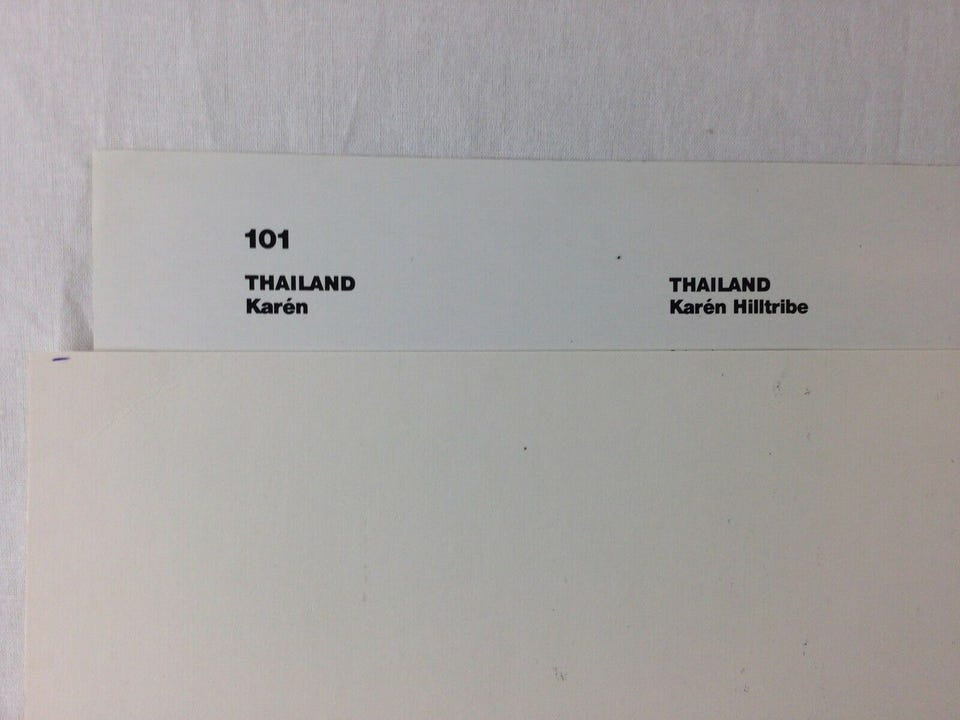 101
THAILAND
Karén
THAILAND
Karén Hilltribe